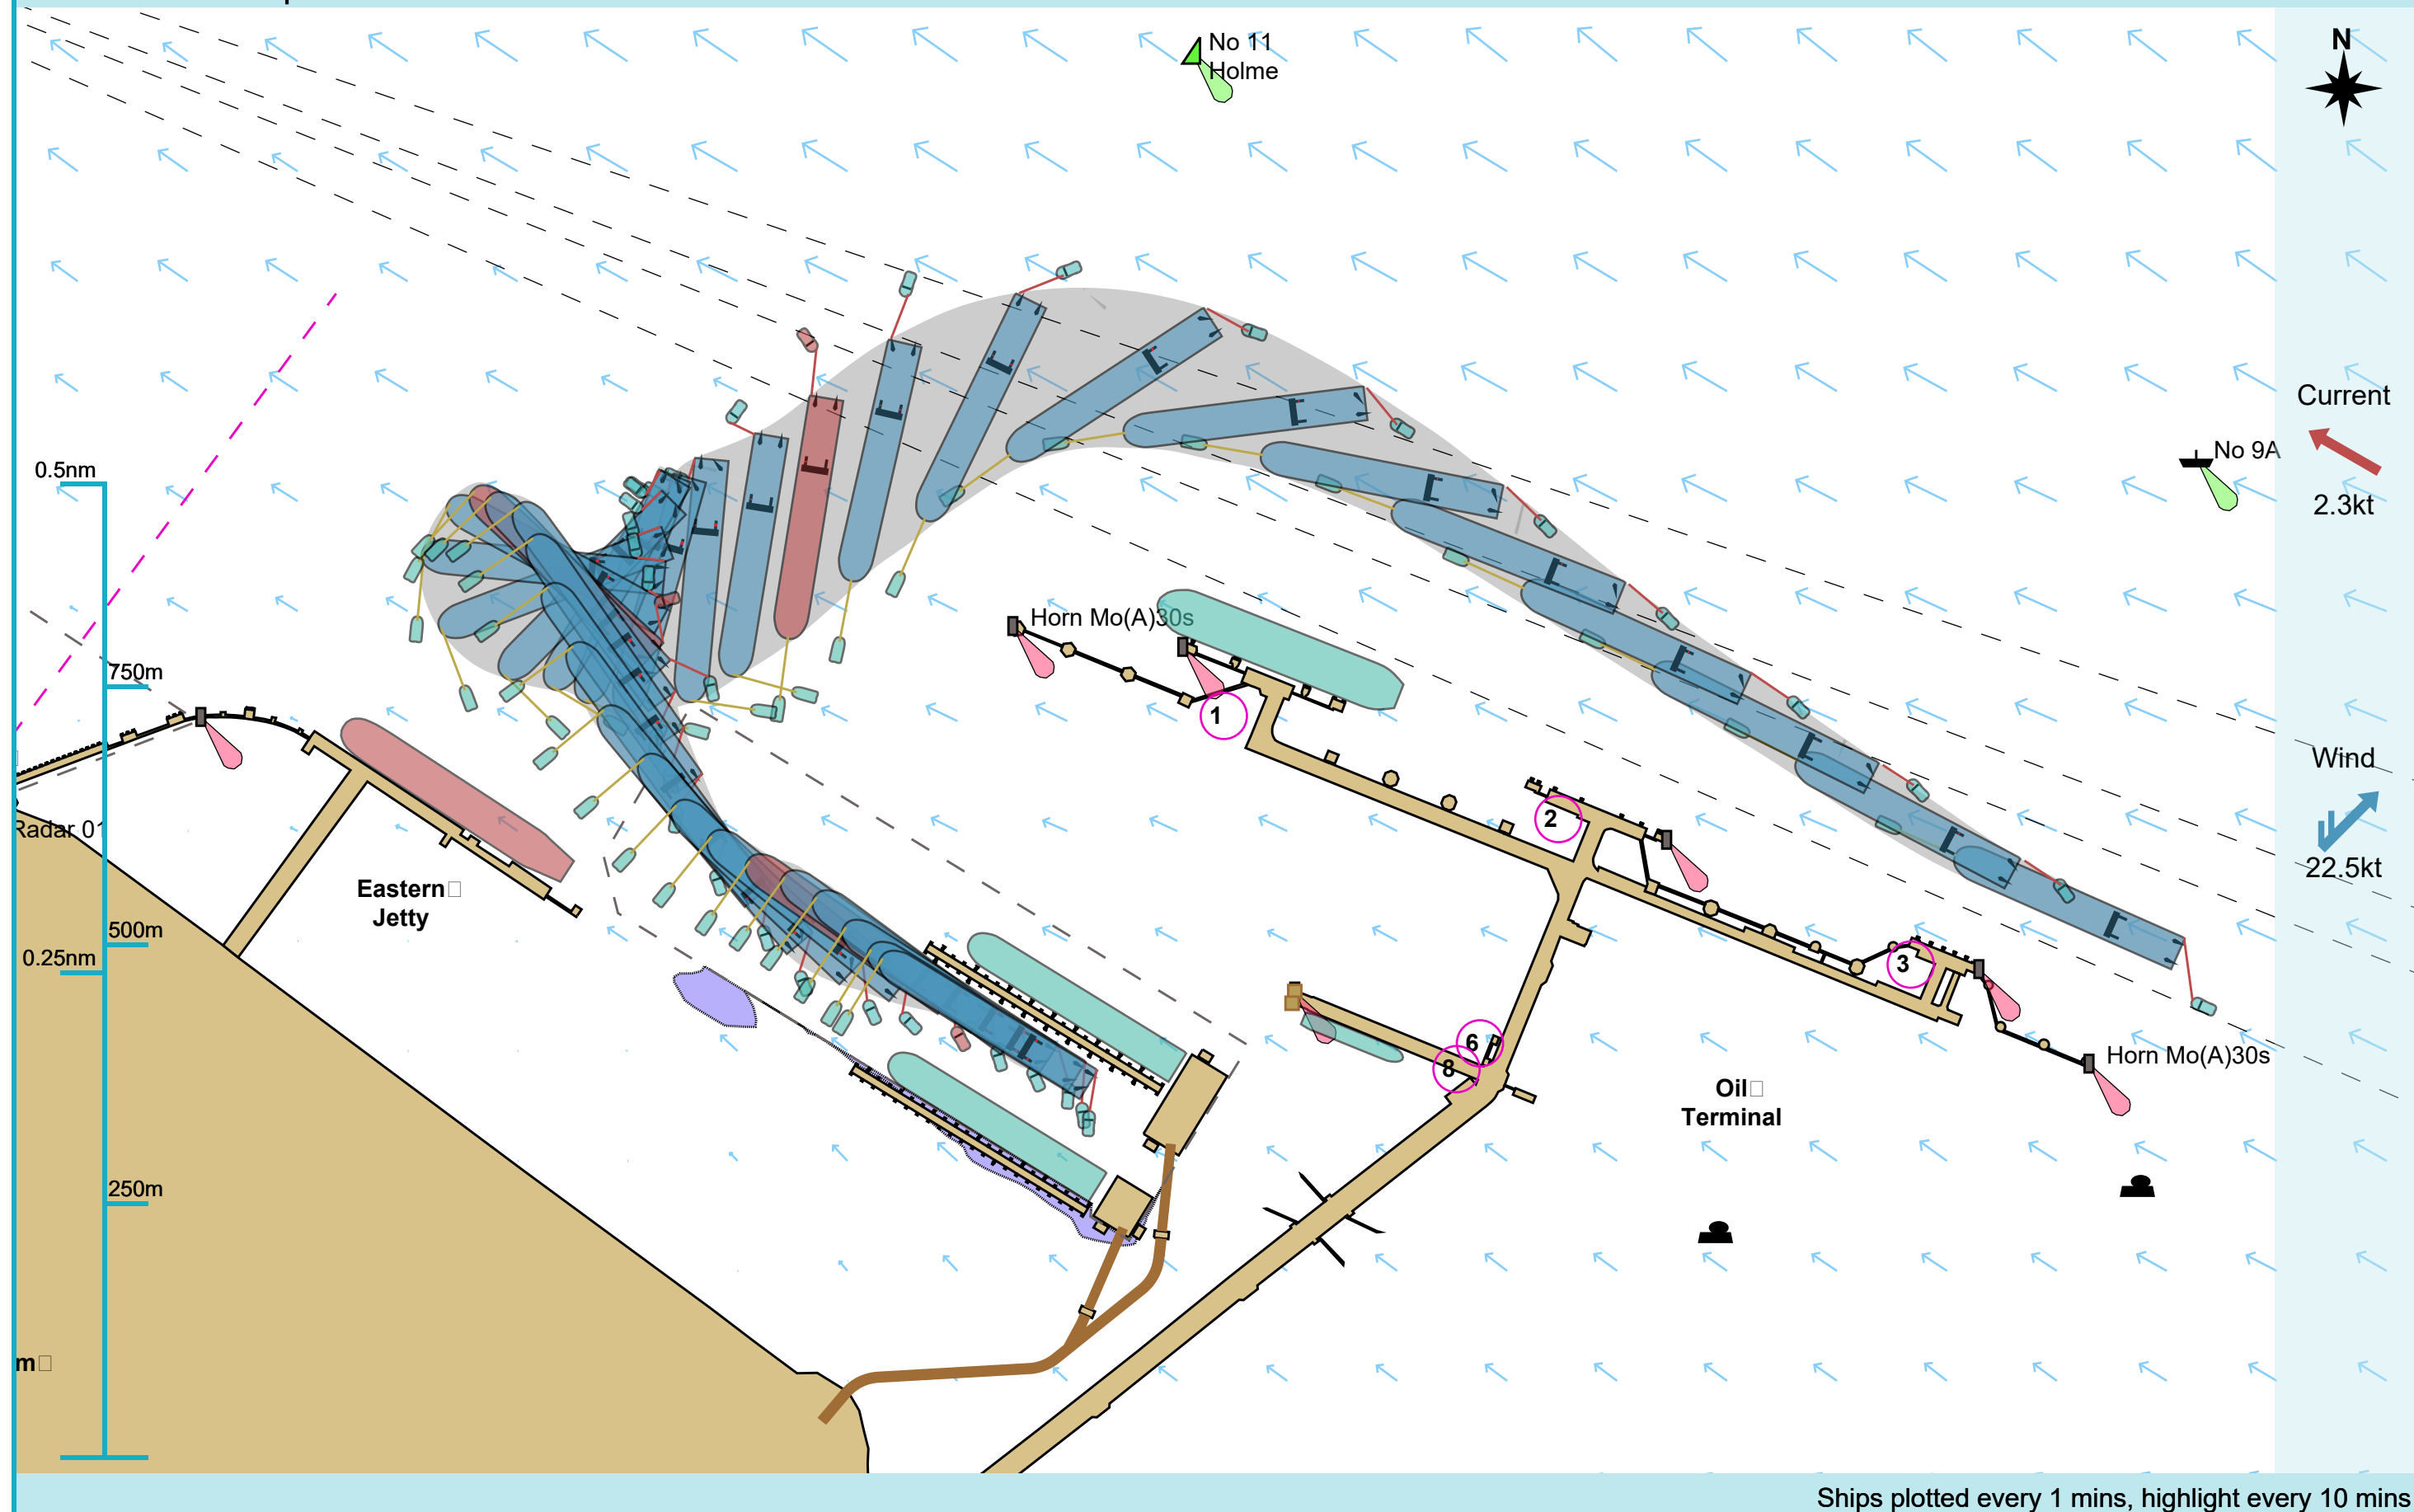 No 11
Holme
N
Current
2.3kt
No 9A
0.5nm
Horn Mo(A)30s
750m
1
Wind
22.5kt
2
Radar 01
Eastern
Jetty
500m
0.25nm
3
6
8
Horn Mo(A)30s
Oil
Terminal
250m
m
Ships plotted every 1 mins, highlight every 10 mins